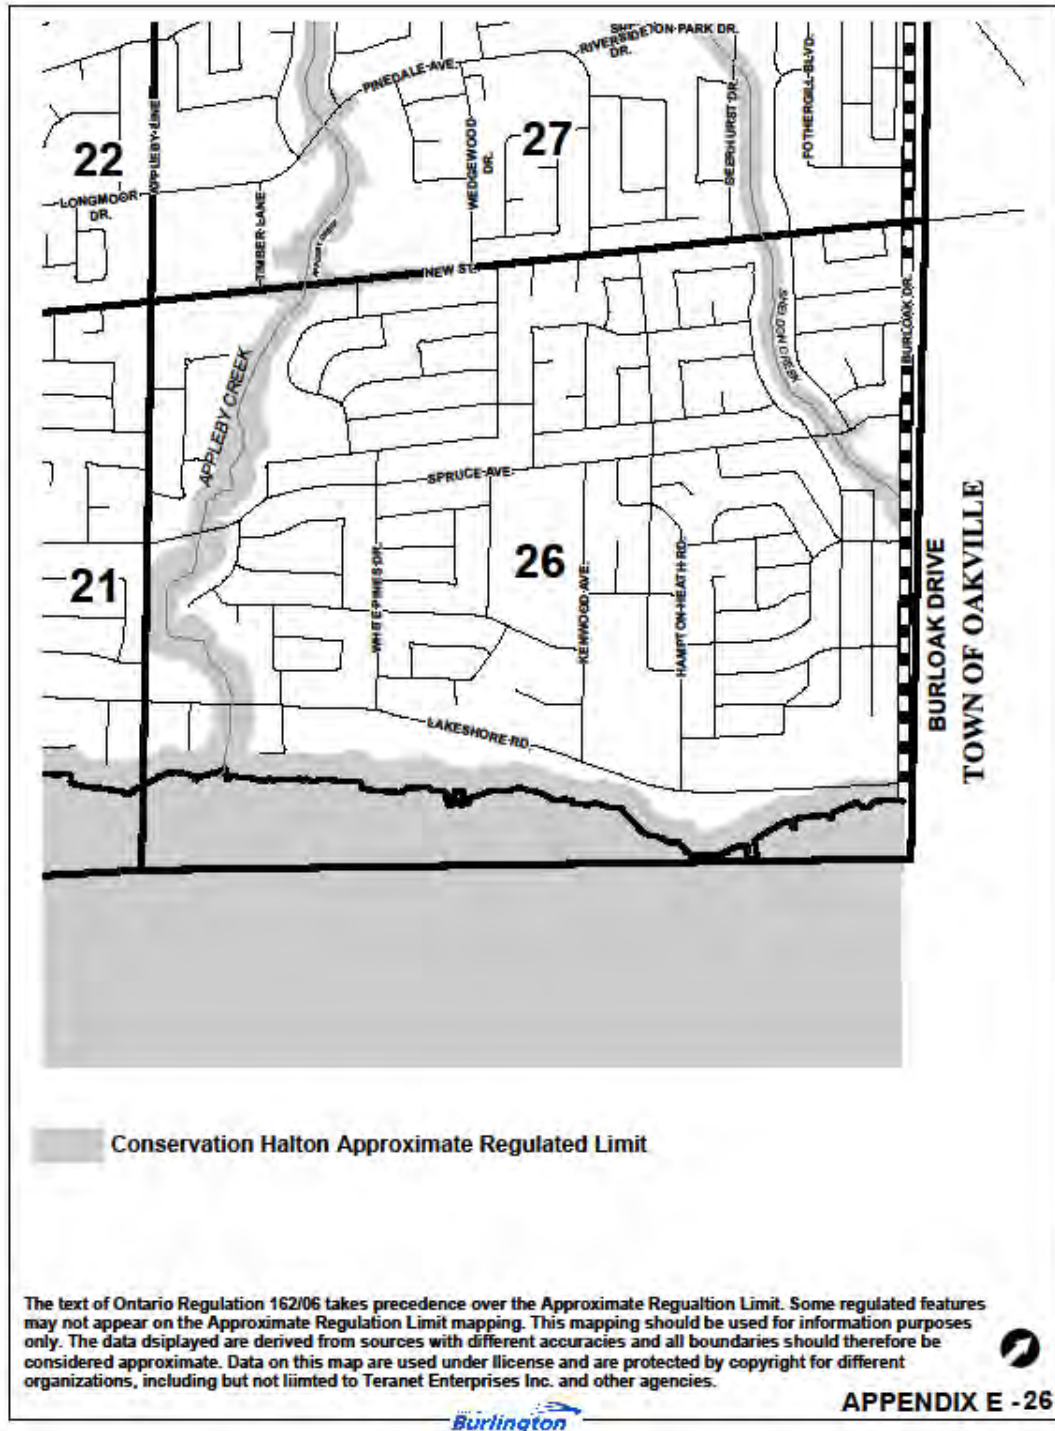 SHELDON PARK DR.
RIVERSIDE
DR.
PINEDALE AVE.
FOTHERGILL BLVD.
APPLEBY LINE
DEERHURST DR.
WEDGEWOOD
DR.
27
22
LONGMOOR
DR.
TIMBER LANE
APPLEBY CREEK
NEW ST.
SHELDON CREEK
BURLOAK DR.
APPLEBY CREEK
SPRUCE AVE.
26
21
WHITE PINES DR.
KENWOOD AVE.
HAMPTON HEATH RD.
BURLOAK DRIVE
TOWN OF OAKVILLE
LAKESHORE RD.
Conservation Halton Approximate Regulated Limit
The text of Ontario Regulation 162/06 takes precedence over the Approximate Regualtion Limit. Some regulated features
may not appear on the Approximate Regulation Limit mapping. This mapping should be used for information purposes
only. The data dsiplayed are derived from sources with different accuracies and all boundaries should therefore be
considered approximate. Data on this map are used under llicense and are protected by copyright for different
organizations, including but not liimted to Teranet Enterprises Inc. and other agencies.
APPENDIX E - 26
Burlington